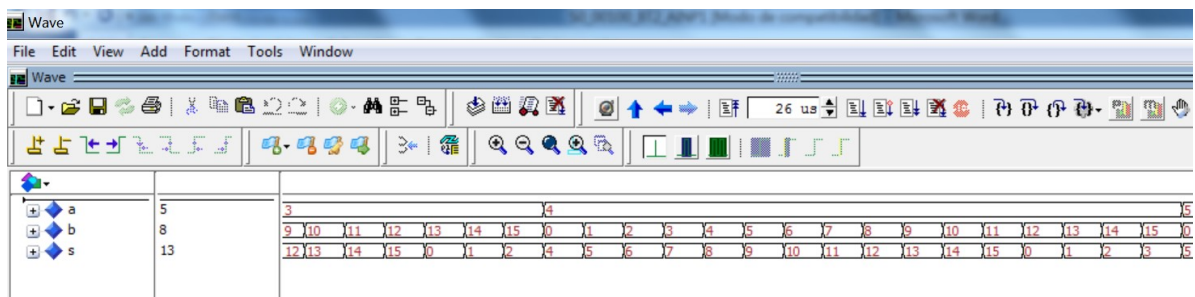 Wave
File Edit View Add Format Tools Window
Wave
26 us
a 5 3 4 5
b 8 9 10 11 12 13 14 15 0 1 2 3 4 5 6 7 8 9 10 11 12 13 14 15 0
s 13 12 13 14 15 0 1 2 4 5 6 7 8 9 10 11 12 13 14 15 0 1 2 3 5